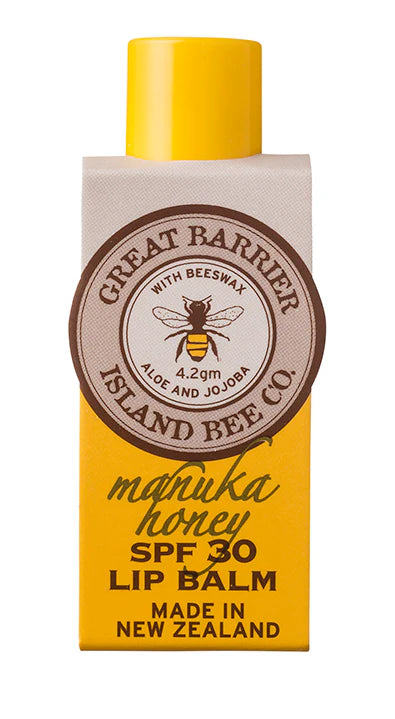 GREAT BARRIER
WITH BEESWAX
4.2gm
ALOE AND JOJOBA
ISLAND BEE CO.
manuka
honey
SPF 30
LIP BALM
MADE IN
NEW ZEALAND